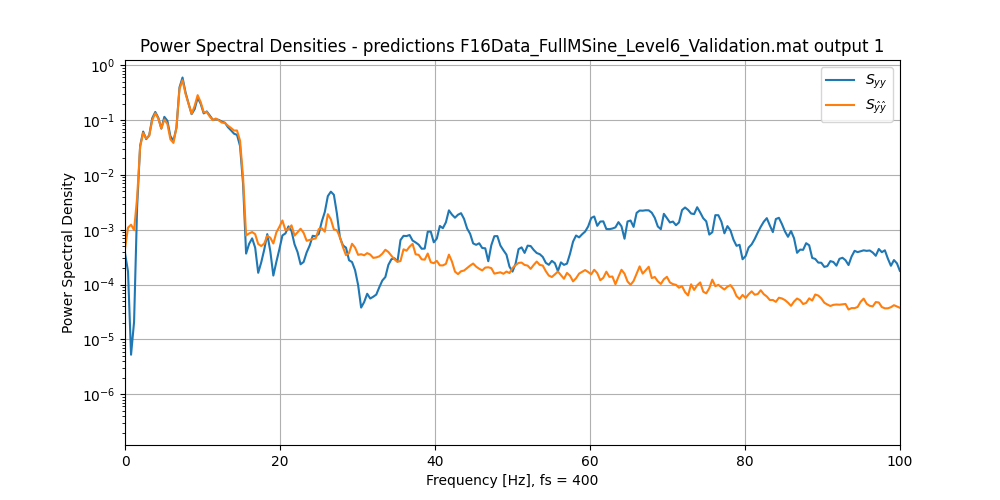 Power Spectral Densities - predictions F16Data_FullMSine_Level6_Validation.mat output 1
10⁰
10⁻¹
10⁻²
10⁻³
10⁻⁴
10⁻⁵
10⁻⁶
Power Spectral Density
S_yy
S_ŷŷ
0 20 40 60 80 100
Frequency [Hz], fs = 400